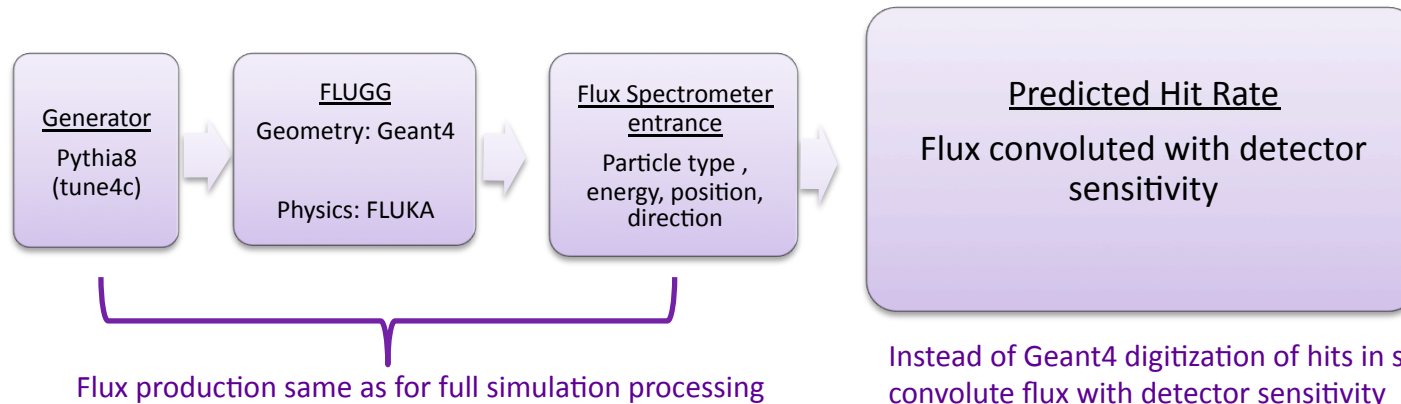 Generator
Pythia8
(tune4c)
FLUGG
Geometry: Geant4
Physics: FLUKA
Flux Spectrometer
entrance
Particle type ,
energy, position,
direction
Predicted Hit Rate
Flux convoluted with detector
sensitivity
Flux production same as for full simulation processing
Instead of Geant4 digitization of hits in
convolute flux with detector sensitivity